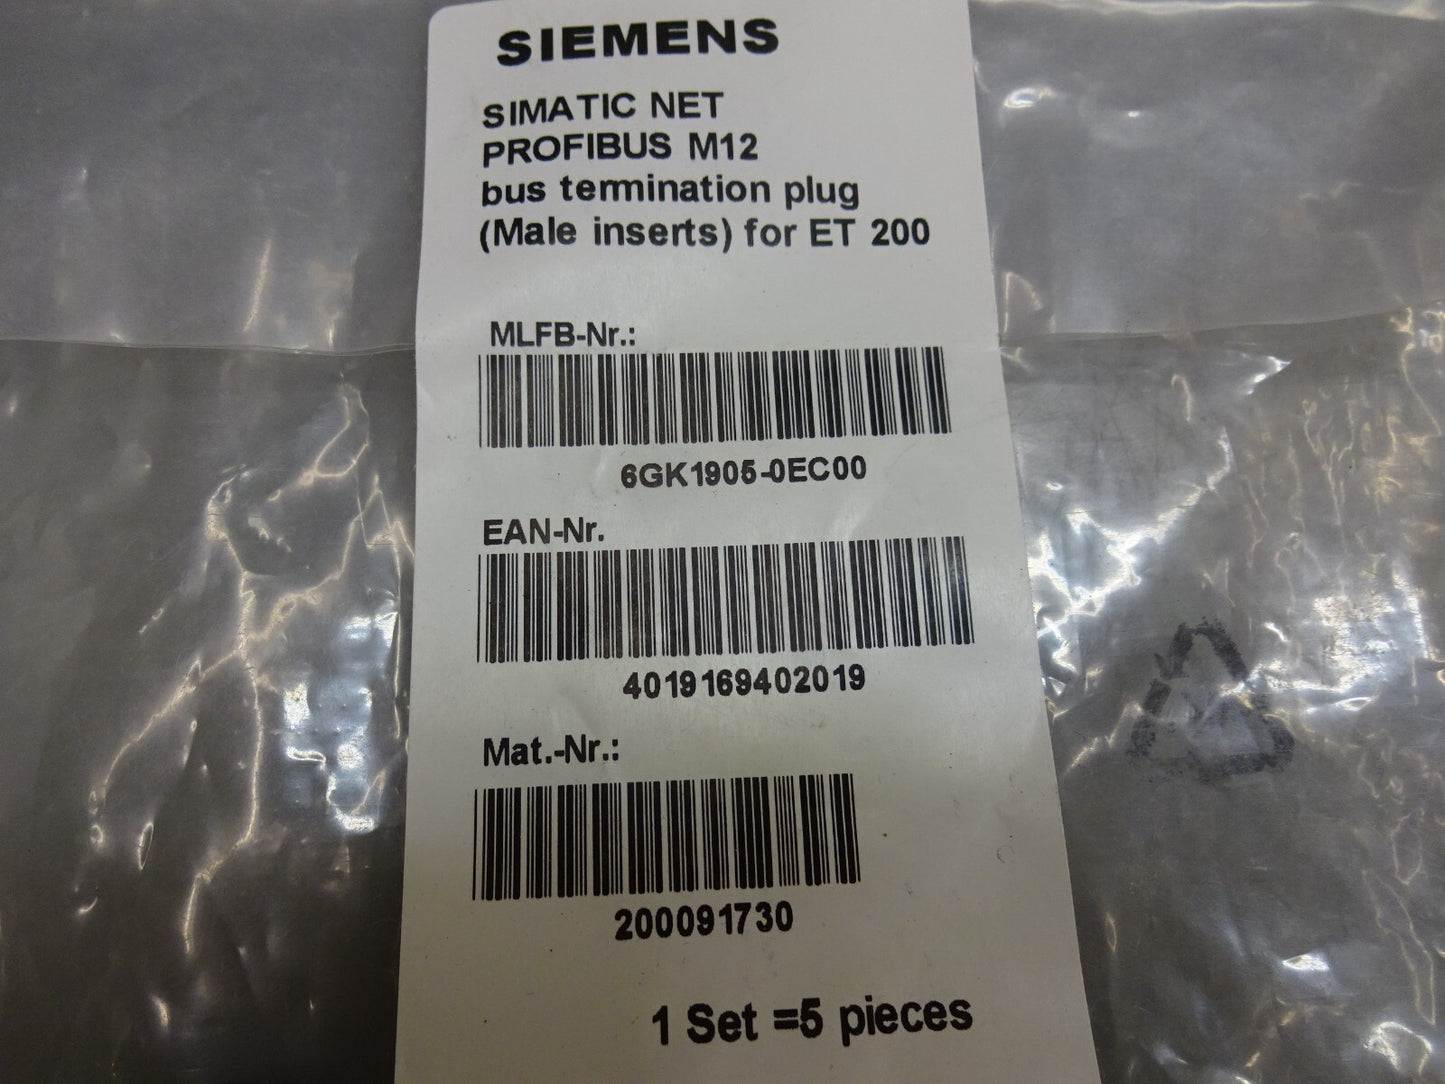 SIEMENS
SIMATIC NET
PROFIBUS M12
bus termination plug
(Male inserts) for ET 200
MLFB-Nr.:
6GK1905-0EC00
EAN-Nr.
4019169402019
Mat.-Nr.:
200091730
1 Set =5 pieces